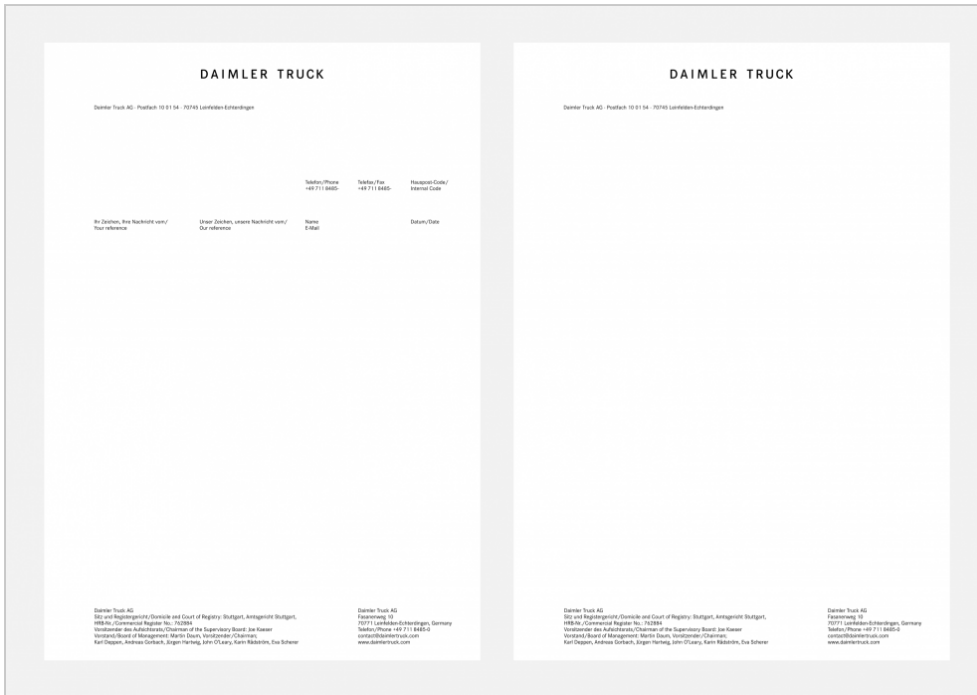 DAIMLER TRUCK
Daimler Truck AG · Postfach 10 01 54 · 70745 Leinfelden-Echterdingen
Telefon/Phone
+49 711 8485-
Telefax/Fax
+49 711 8485-
Hauspost-Code/
Internal Code
Ihr Zeichen, Ihre Nachricht vom/
Your reference
Unser Zeichen, unsere Nachricht vom/
Our reference
Name
E-Mail
Datum/Date
Daimler Truck AG
Sitz und Registergericht/Domicile and Court of Registry: Stuttgart, Amtsgericht Stuttgart,
HRB-Nr./Commercial Register No.: 762884
Vorsitzender des Aufsichtsrats/Chairman of the Supervisory Board: Joe Kaeser
Vorstand/Board of Management: Martin Daum, Vorsitzender/Chairman;
Karl Deppen, Andreas Gorbach, Jürgen Hartwig, John O'Leary, Karin Rådström, Eva Scherer
Daimler Truck AG
Fasanenweg 10
70771 Leinfelden-Echterdingen, Germany
Telefon/Phone +49 711 8485-0
contact@daimlertruck.com
www.daimlertruck.com
DAIMLER TRUCK
Daimler Truck AG · Postfach 10 01 54 · 70745 Leinfelden-Echterdingen
Daimler Truck AG
Sitz und Registergericht/Domicile and Court of Registry: Stuttgart, Amtsgericht Stuttgart,
HRB-Nr./Commercial Register No.: 762884
Vorsitzender des Aufsichtsrats/Chairman of the Supervisory Board: Joe Kaeser
Vorstand/Board of Management: Martin Daum, Vorsitzender/Chairman;
Karl Deppen, Andreas Gorbach, Jürgen Hartwig, John O'Leary, Karin Rådström, Eva Scherer
Daimler Truck AG
Fasanenweg 10
70771 Leinfelden-Echterdingen, Germany
Telefon/Phone +49 711 8485-0
contact@daimlertruck.com
www.daimlertruck.com